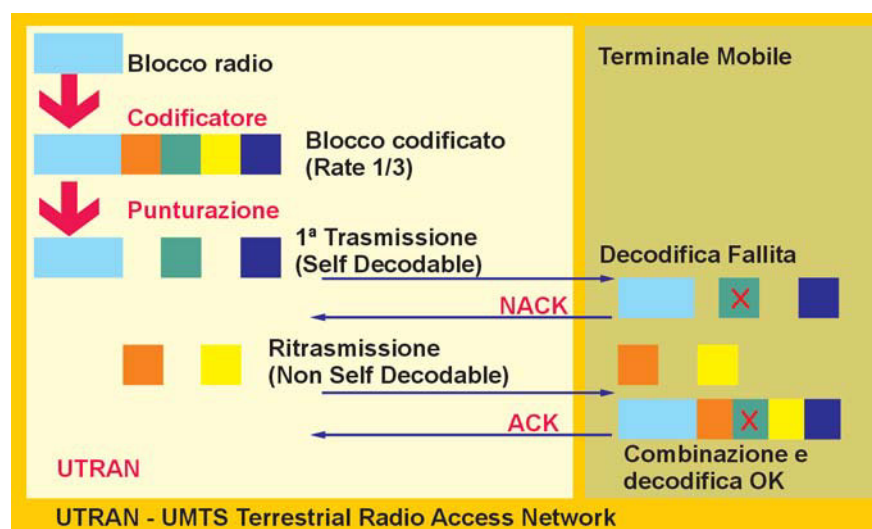 Blocco radio
Terminale Mobile
Codificatore
Blocco codificato
(Rate 1/3)
Punturazione
1ª Trasmissione
(Self Decodable)
Decodifica Fallita
NACK
Ritrasmissione
(Non Self Decodable)
ACK
UTRAN
Combinazione e
decodifica OK
UTRAN - UMTS Terrestrial Radio Access Network